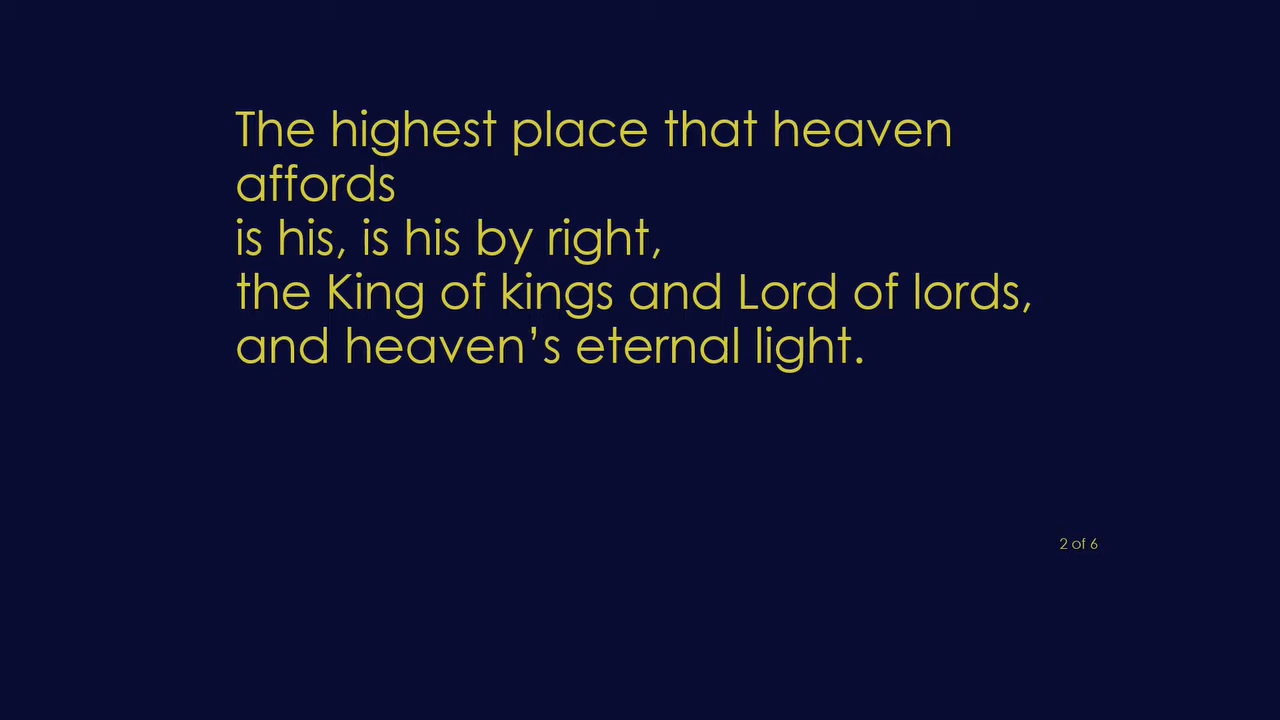 The highest place that heaven
affords
is his, is his by right,
the King of kings and Lord of lords,
and heaven’s eternal light.
2 of 6